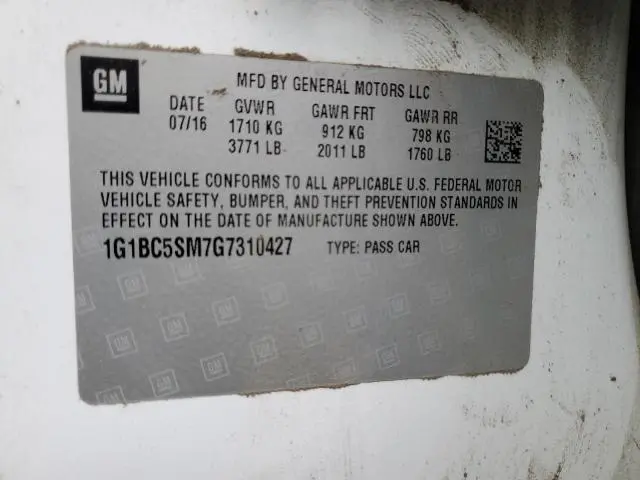 GM
MFD BY GENERAL MOTORS LLC
DATE GVWR GAWR FRT GAWR RR
07/16 1710 KG 912 KG 798 KG
3771 LB 2011 LB 1760 LB
THIS VEHICLE CONFORMS TO ALL APPLICABLE U.S. FEDERAL MOTOR
VEHICLE SAFETY, BUMPER, AND THEFT PREVENTION STANDARDS IN
EFFECT ON THE DATE OF MANUFACTURE SHOWN ABOVE.
1G1BC5SM7G7310427 TYPE: PASS CAR